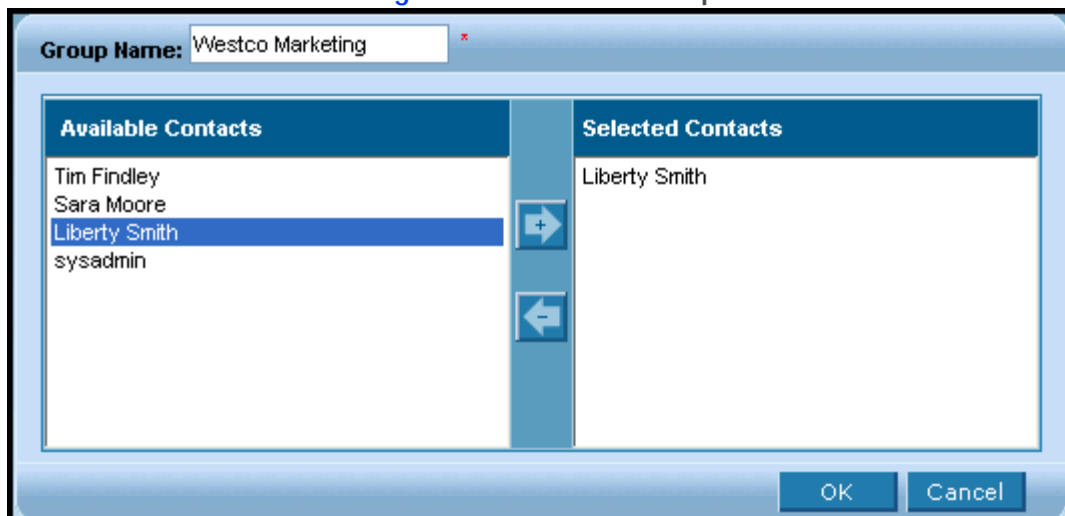 Group Name: Westco Marketing *
Available Contacts
Tim Findley
Sara Moore
Liberty Smith
sysadmin
+
-
Selected Contacts
Liberty Smith
OK Cancel